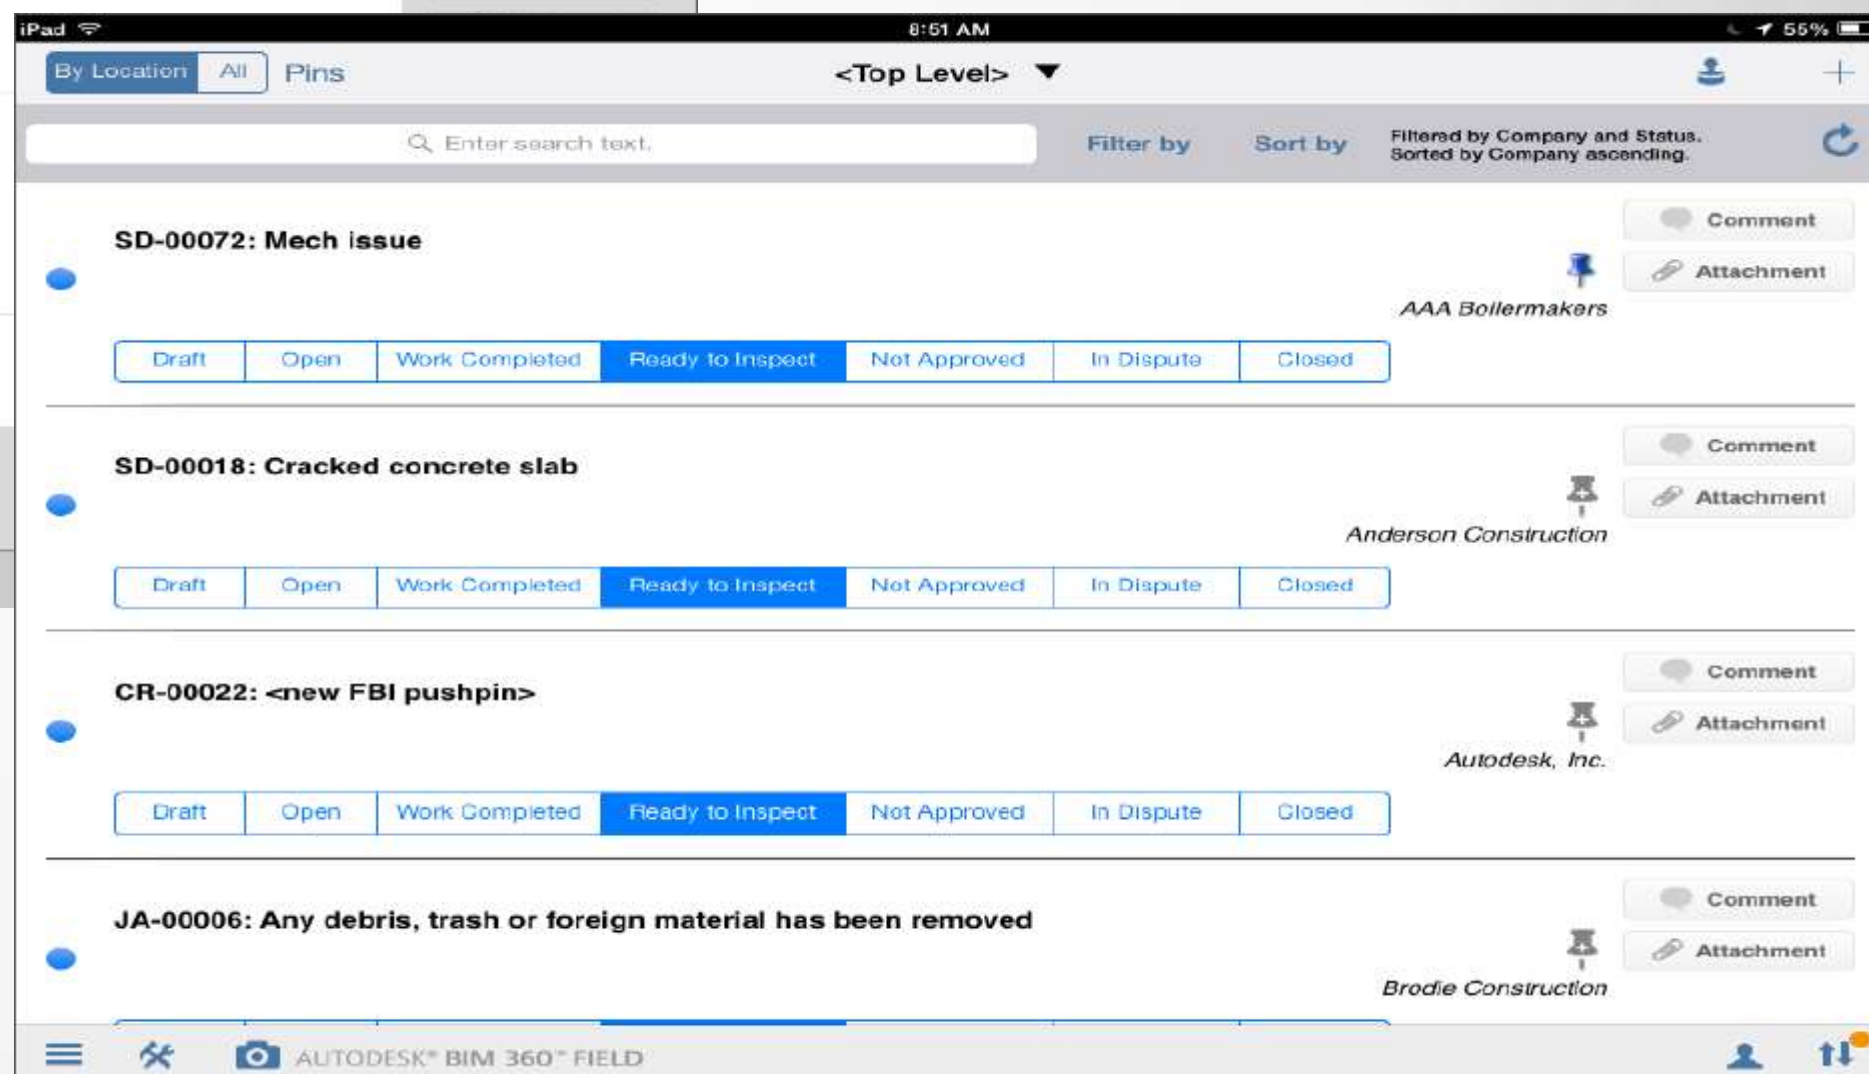 iPad 8:51 AM 55%
By Location All Pins <Top Level>
Enter search text. Filter by Sort by Filtered by Company and Status.
Sorted by Company ascending.
Comment
SD-00072: Mech issue
Attachment
AAA Boilermakers
Draft Open Work Completed Ready to Inspect Not Approved In Dispute Closed
Comment
SD-00018: Cracked concrete slab
Attachment
Anderson Construction
Draft Open Work Completed Ready to Inspect Not Approved In Dispute Closed
Comment
CR-00022: <new FBI pushpin>
Attachment
Autodesk, Inc.
Draft Open Work Completed Ready to Inspect Not Approved In Dispute Closed
Comment
JA-00006: Any debris, trash or foreign material has been removed
Attachment
Brodie Construction
AUTODESK® BIM 360™ FIELD